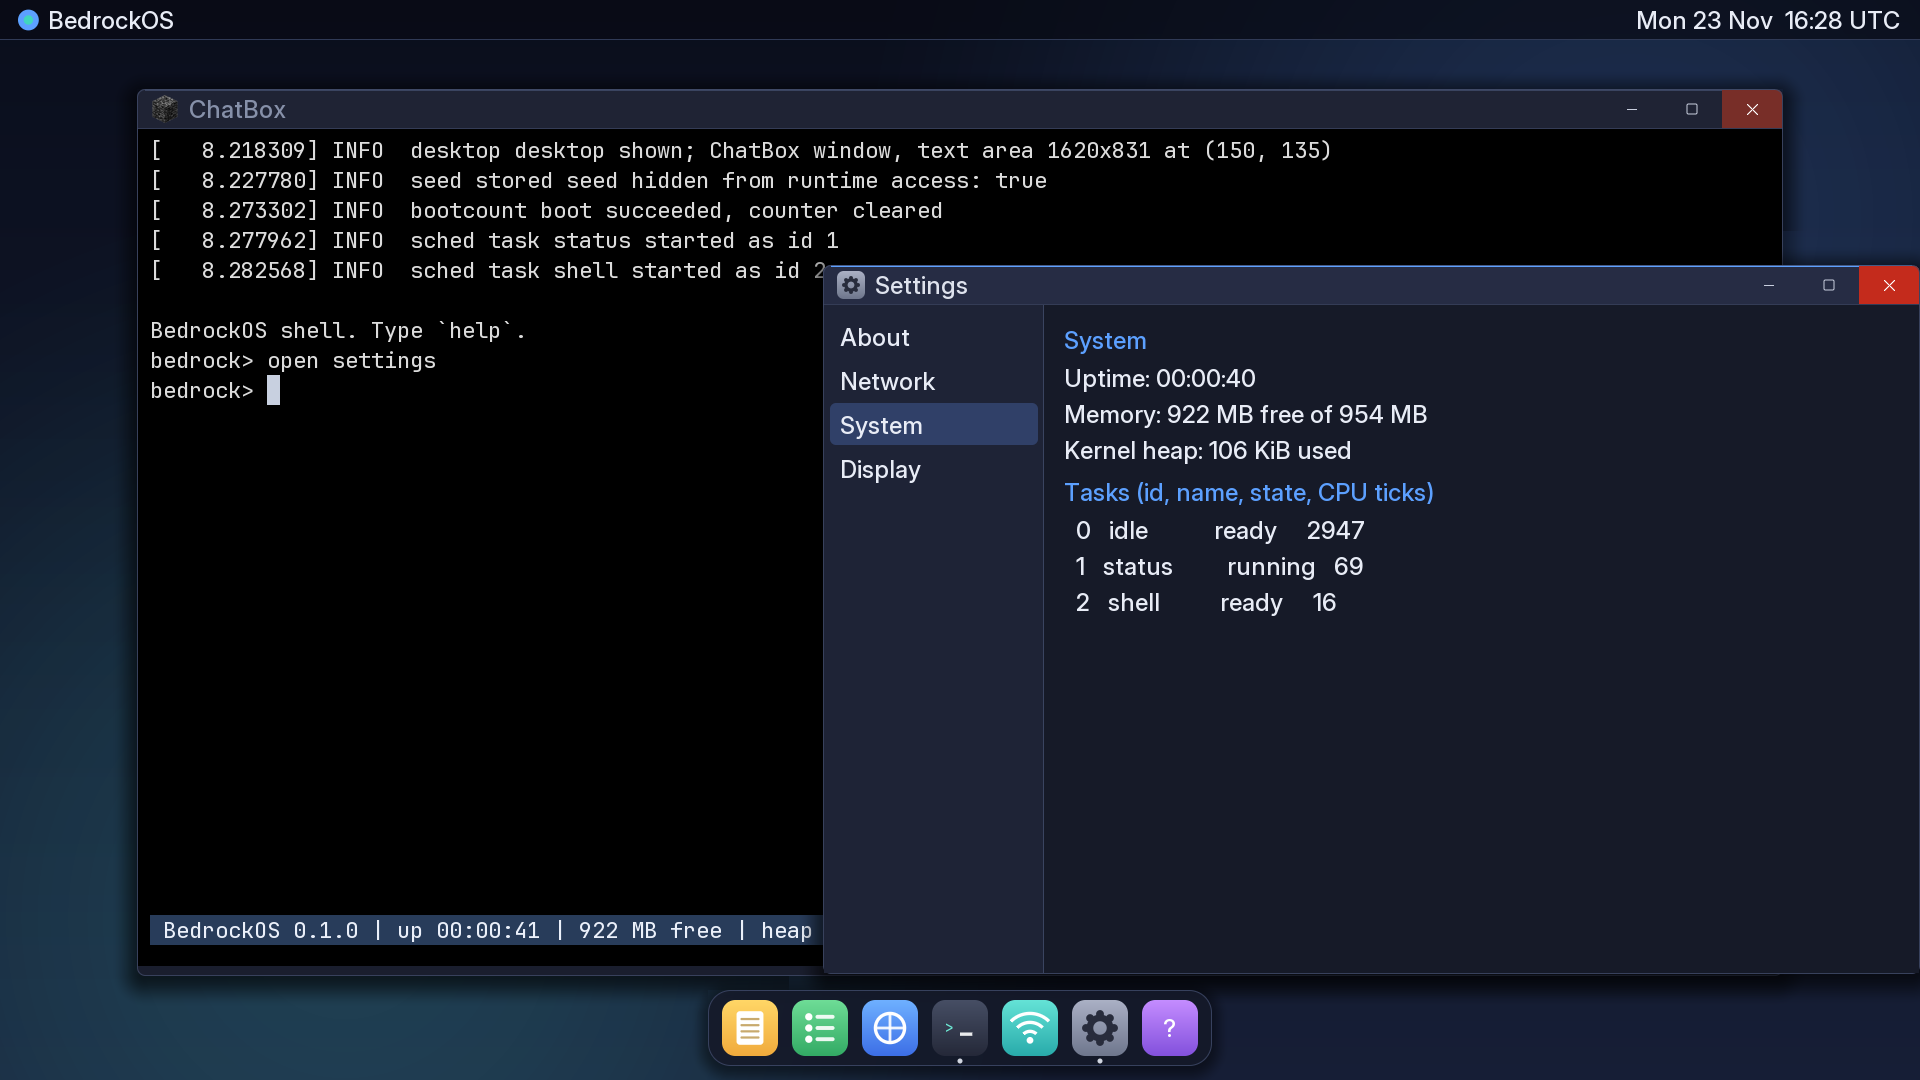 BedrockOS
Mon 23 Nov 16:28 UTC
ChatBox
[   8.218309] INFO  desktop desktop shown; ChatBox window, text area 1620x831 at (150, 135)
[   8.227780] INFO  seed stored seed hidden from runtime access: true
[   8.273302] INFO  bootcount boot succeeded, counter cleared
[   8.277962] INFO  sched task status started as id 1
[   8.282568] INFO  sched task shell started as id 2
BedrockOS shell. Type `help`.
bedrock> open settings
bedrock>
BedrockOS 0.1.0 | up 00:00:41 | 922 MB free | heap
Settings
About
Network
System
Display
System
Uptime: 00:00:40
Memory: 922 MB free of 954 MB
Kernel heap: 106 KiB used
Tasks (id, name, state, CPU ticks)
0 idle ready 2947
1 status running 69
2 shell ready 16
>_
?